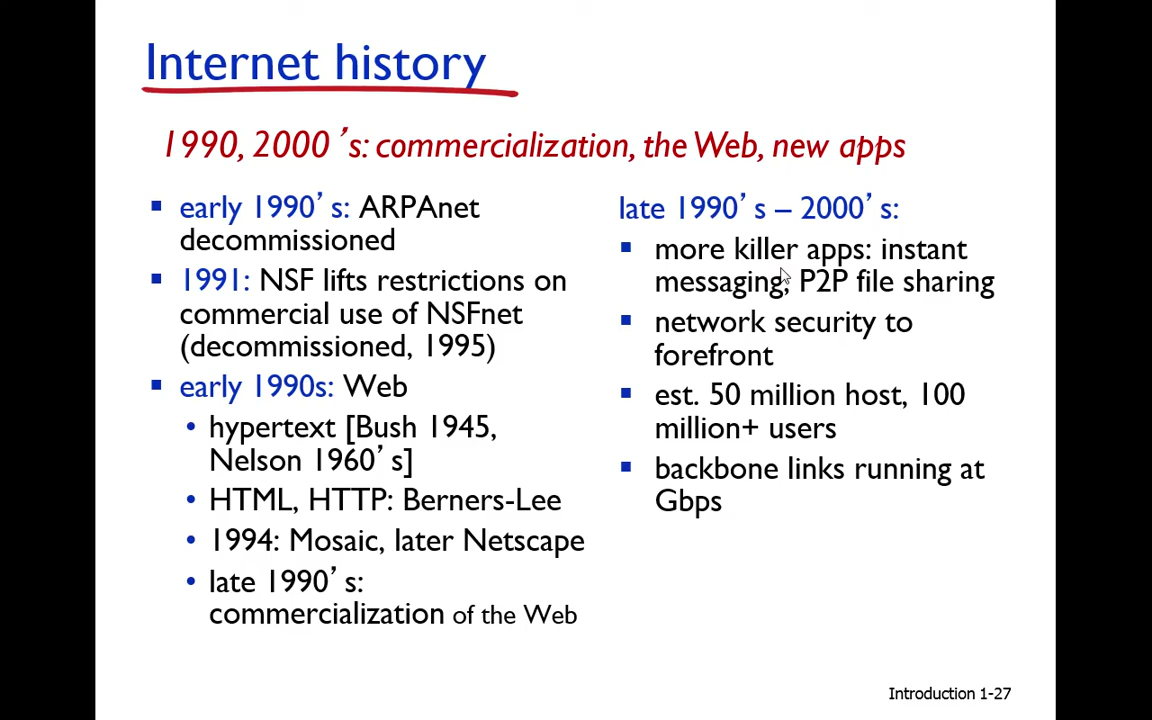 Internet history
1990, 2000 ’s: commercialization, the Web, new apps
▪ early 1990’ s: ARPAnet
decommissioned
▪ 1991: NSF lifts restrictions on
commercial use of NSFnet
(decommissioned, 1995)
▪ early 1990s: Web
• hypertext [Bush 1945,
Nelson 1960’ s]
• HTML, HTTP: Berners-Lee
• 1994: Mosaic, later Netscape
• late 1990’ s:
commercialization of the Web
late 1990’ s – 2000’ s:
▪ more killer apps: instant
messaging, P2P file sharing
▪ network security to
forefront
▪ est. 50 million host, 100
million+ users
▪ backbone links running at
Gbps
Introduction 1-27